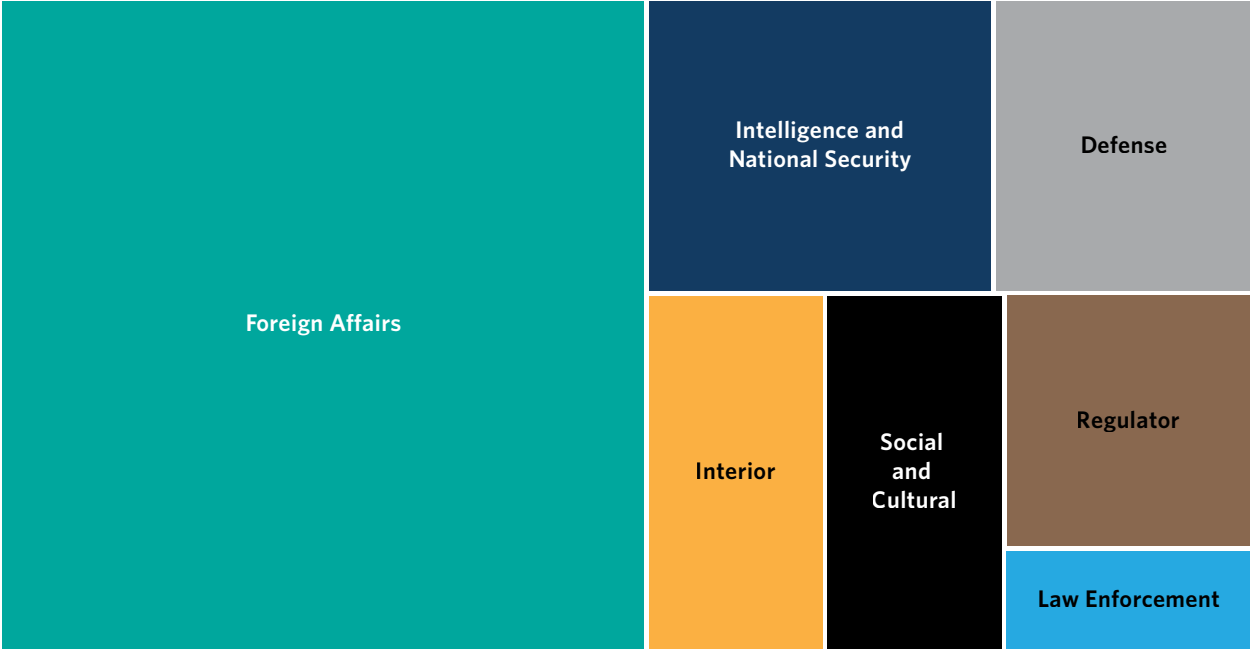 Foreign Affairs
Intelligence and
National Security
Defense
Interior
Social
and
Cultural
Regulator
Law Enforcement